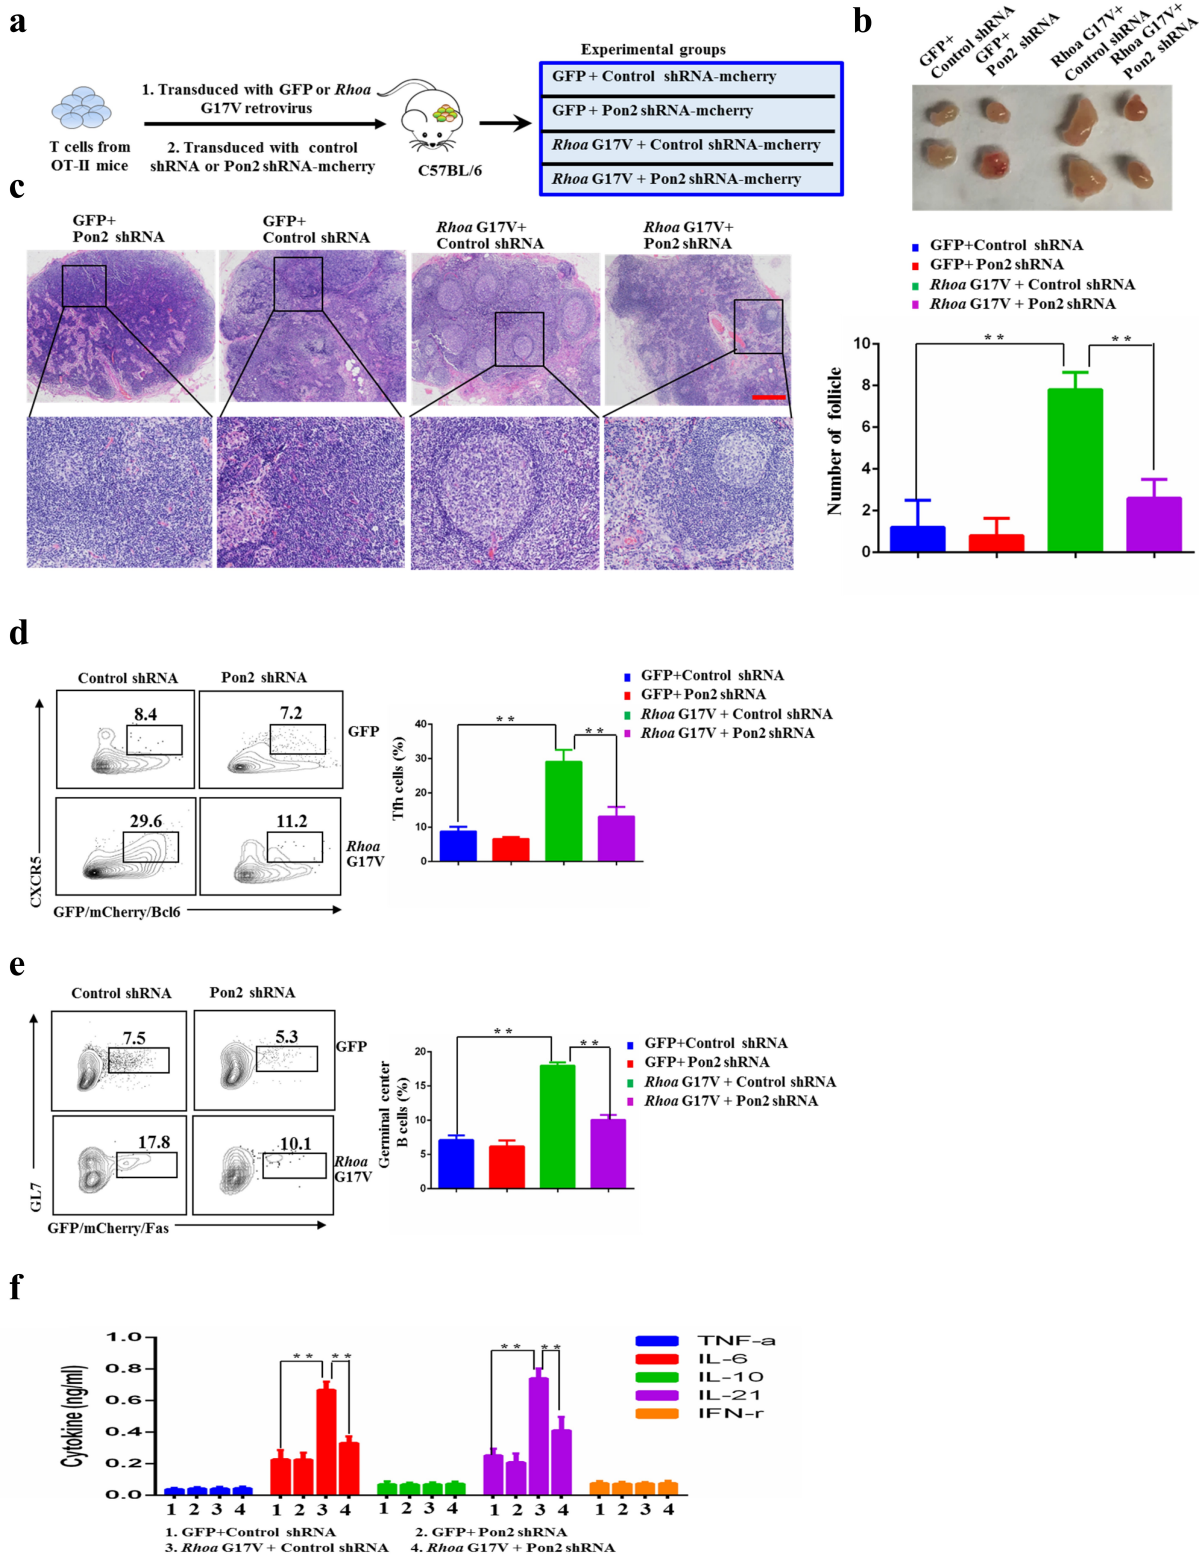 a
Experimental groups
T cells from
OT-II mice
1. Transduced with GFP or Rhoa
G17V retrovirus
2. Transduced with control
shRNA or Pon2 shRNA-mcherry
C57BL/6
GFP + Control shRNA-mcherry
GFP + Pon2 shRNA-mcherry
Rhoa G17V + Control shRNA-mcherry
Rhoa G17V + Pon2 shRNA-mcherry
b
GFP+
Control shRNA
GFP+
Pon2 shRNA
Rhoa G17V+
Control shRNA
Rhoa G17V+
Pon2 shRNA
c
GFP+
Pon2 shRNA
GFP+
Control shRNA
Rhoa G17V+
Control shRNA
Rhoa G17V+
Pon2 shRNA
GFP+Control shRNA
GFP+ Pon2 shRNA
Rhoa G17V + Control shRNA
Rhoa G17V + Pon2 shRNA
Number of follicle
10
8
6
4
2
0
**
**
d
Control shRNA
Pon2 shRNA
8.4
7.2
GFP
29.6
11.2
Rhoa
G17V
CXCR5
GFP/mCherry/Bcl6
Tfh cells (%)
40
30
20
10
0
**
**
GFP+Control shRNA
GFP+ Pon2 shRNA
Rhoa G17V + Control shRNA
Rhoa G17V + Pon2 shRNA
e
Control shRNA
Pon2 shRNA
7.5
5.3
GFP
17.8
10.1
Rhoa
G17V
GL7
GFP/mCherry/Fas
Germinal center
B cells (%)
20
15
10
5
0
**
**
GFP+Control shRNA
GFP+ Pon2 shRNA
Rhoa G17V + Control shRNA
Rhoa G17V + Pon2 shRNA
f
Cytokine (ng/ml)
1.0
0.8
0.6
0.4
0.2
0.0
**
**
**
**
TNF-a
IL-6
IL-10
IL-21
IFN-r
1 2 3 4 1 2 3 4 1 2 3 4 1 2 3 4 1 2 3 4
1. GFP+Control shRNA 2. GFP+ Pon2 shRNA
3. Rhoa G17V + Control shRNA 4. Rhoa G17V + Pon2 shRNA